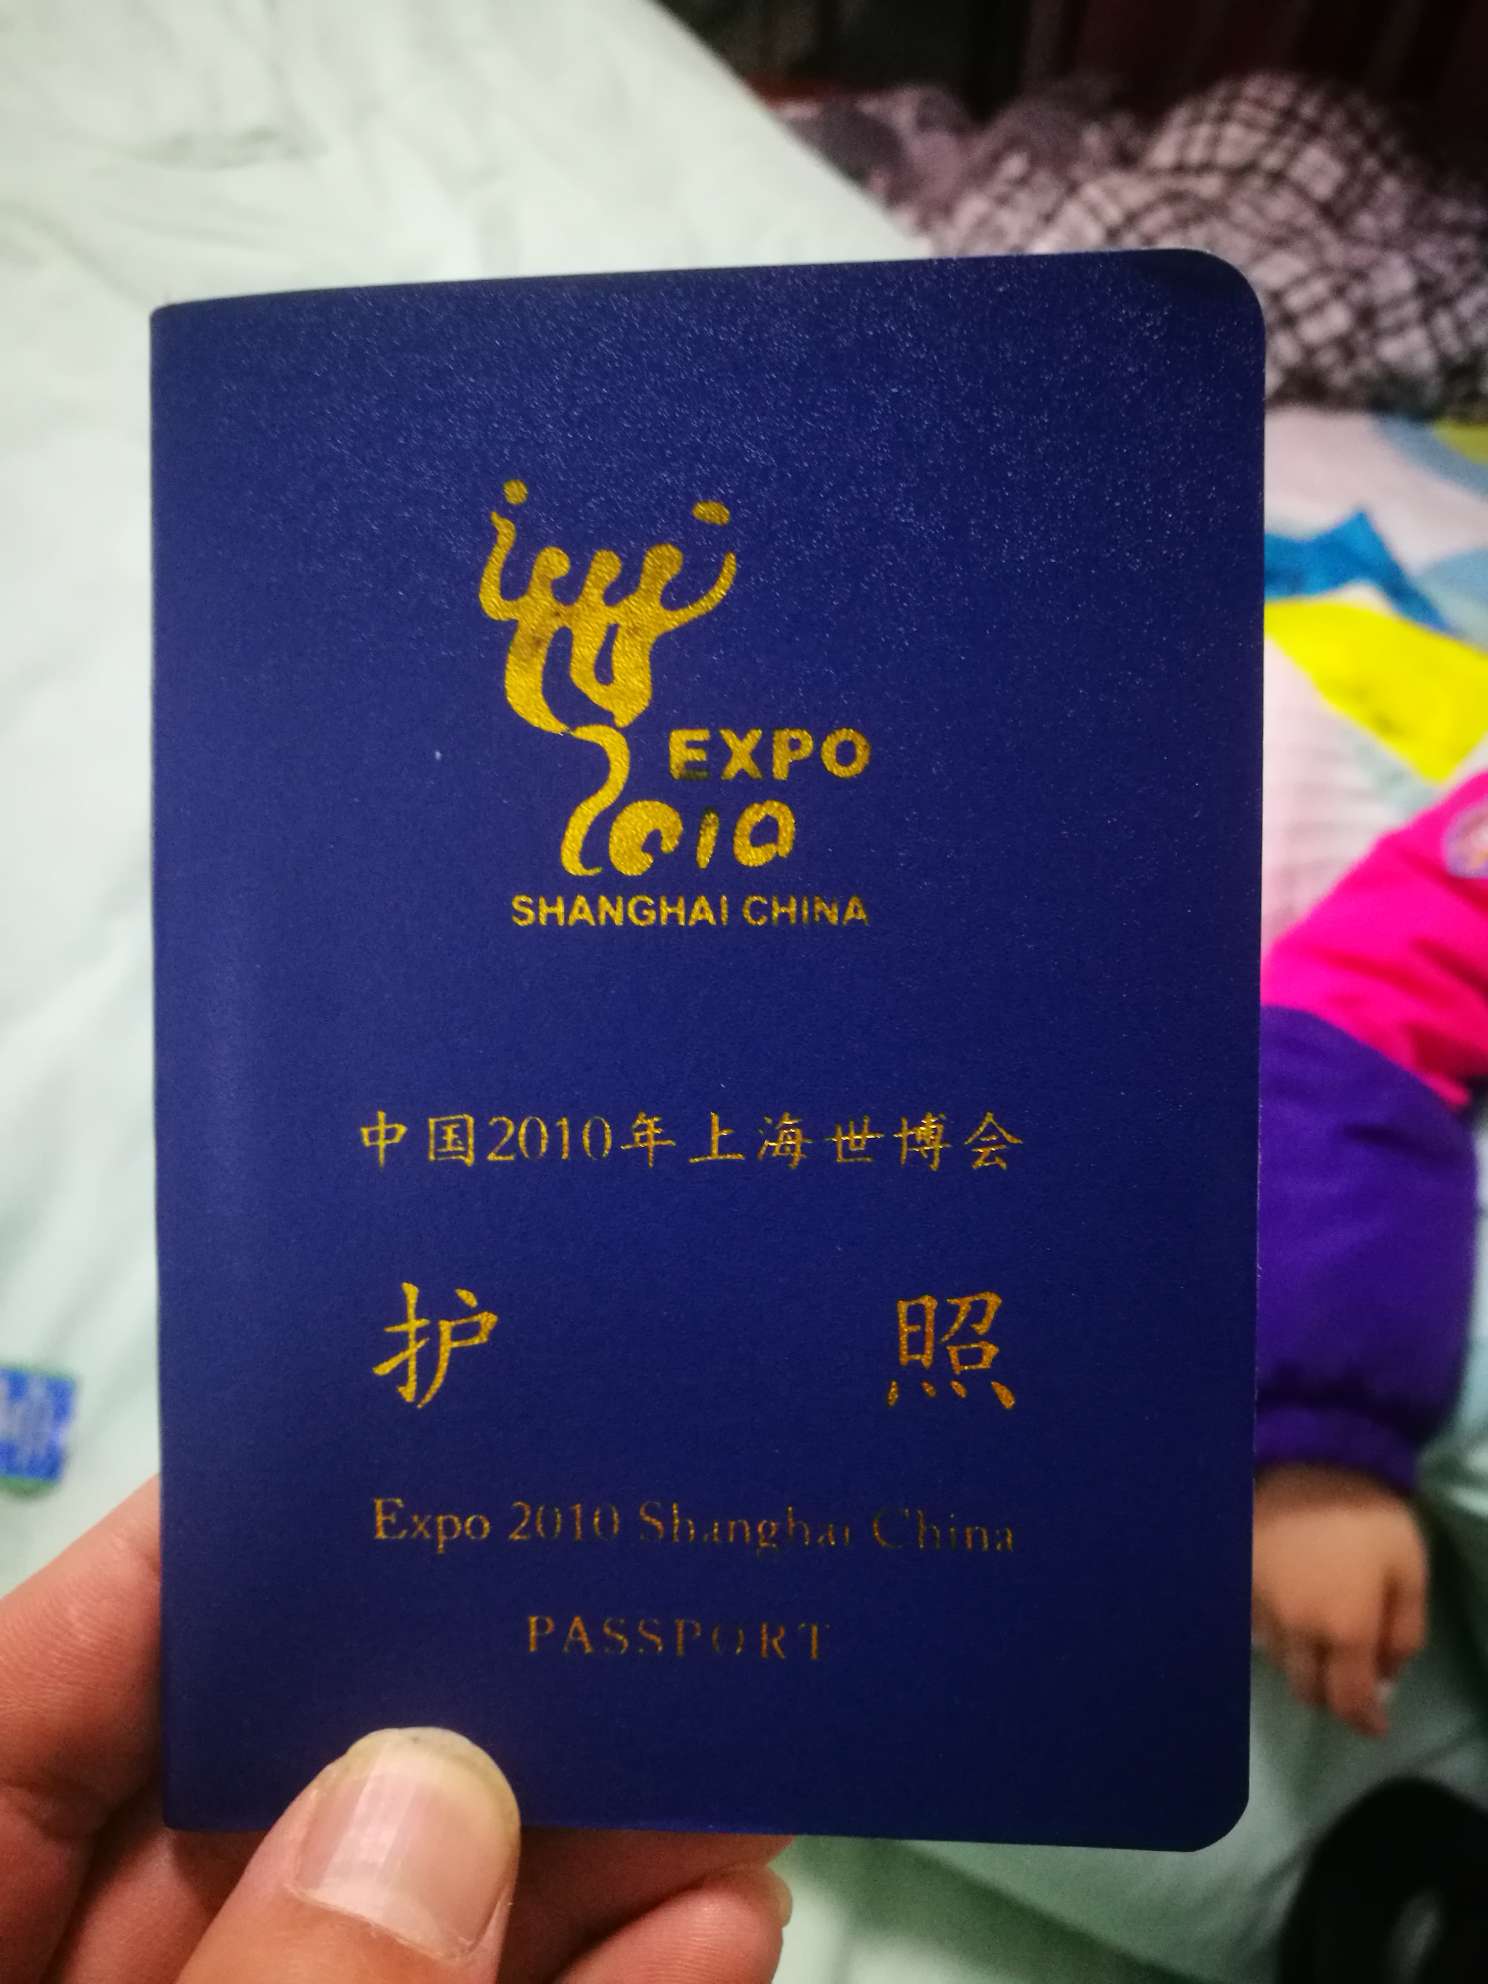 EXPO
2010
SHANGHAI CHINA
中国2010年上海世博会
护 照
Expo 2010 Shanghai China
PASSPORT